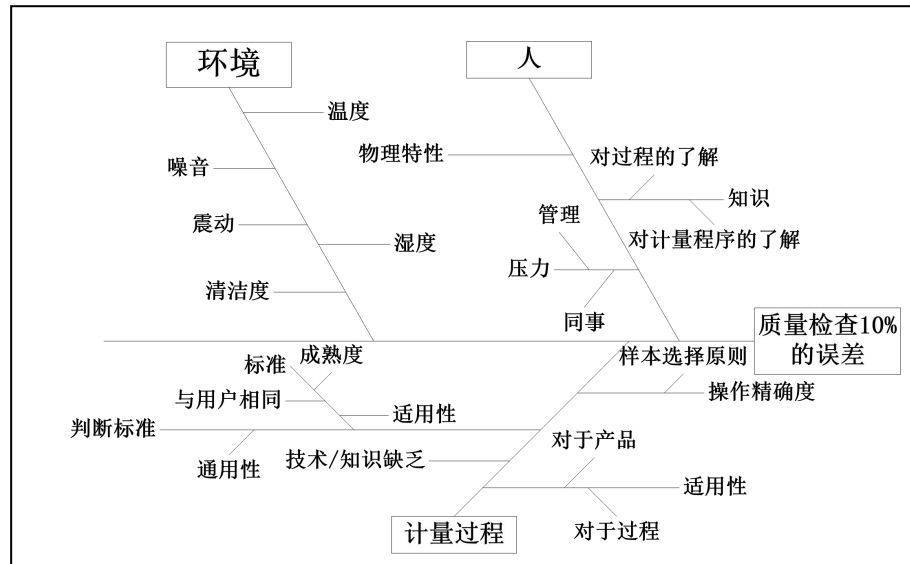 环境
人
温度
物理特性
对过程的了解
噪音
知识
管理
震动
对计量程序的了解
湿度
压力
清洁度
同事
质量检查10%
的误差
成熟度
样本选择原则
标准
与用户相同
操作精确度
适用性
判断标准
对于产品
通用性
技术/知识缺乏
适用性
计量过程
对于过程